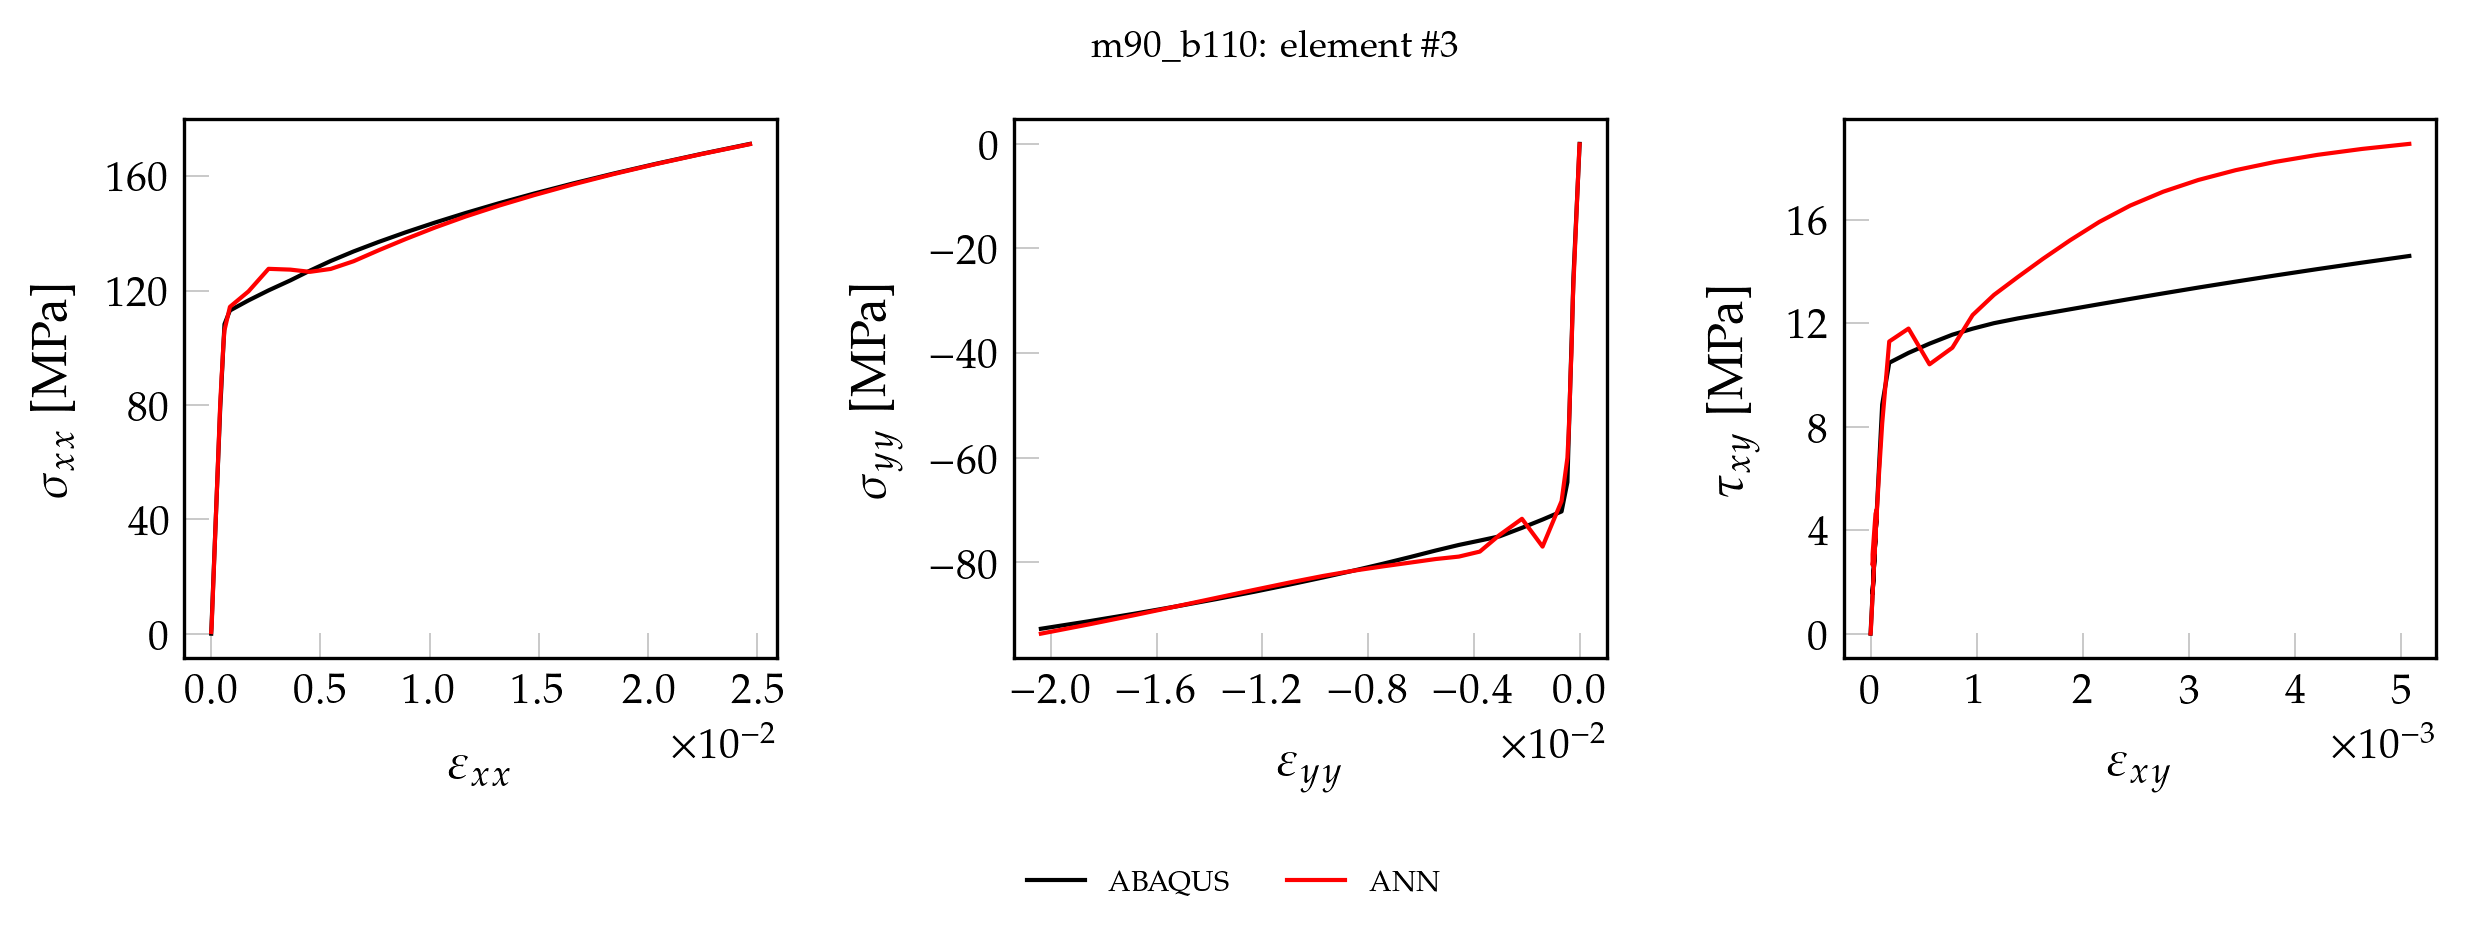 m90_b110: element #3
σxx [MPa]
160
120
80
40
0
0.0 0.5 1.0 1.5 2.0 2.5
×10−2
εxx
σyy [MPa]
0
−20
−40
−60
−80
−2.0 −1.6 −1.2 −0.8 −0.4 0.0
×10−2
εyy
τxy [MPa]
16
12
8
4
0
0 1 2 3 4 5
×10−3
εxy
ABAQUS ANN